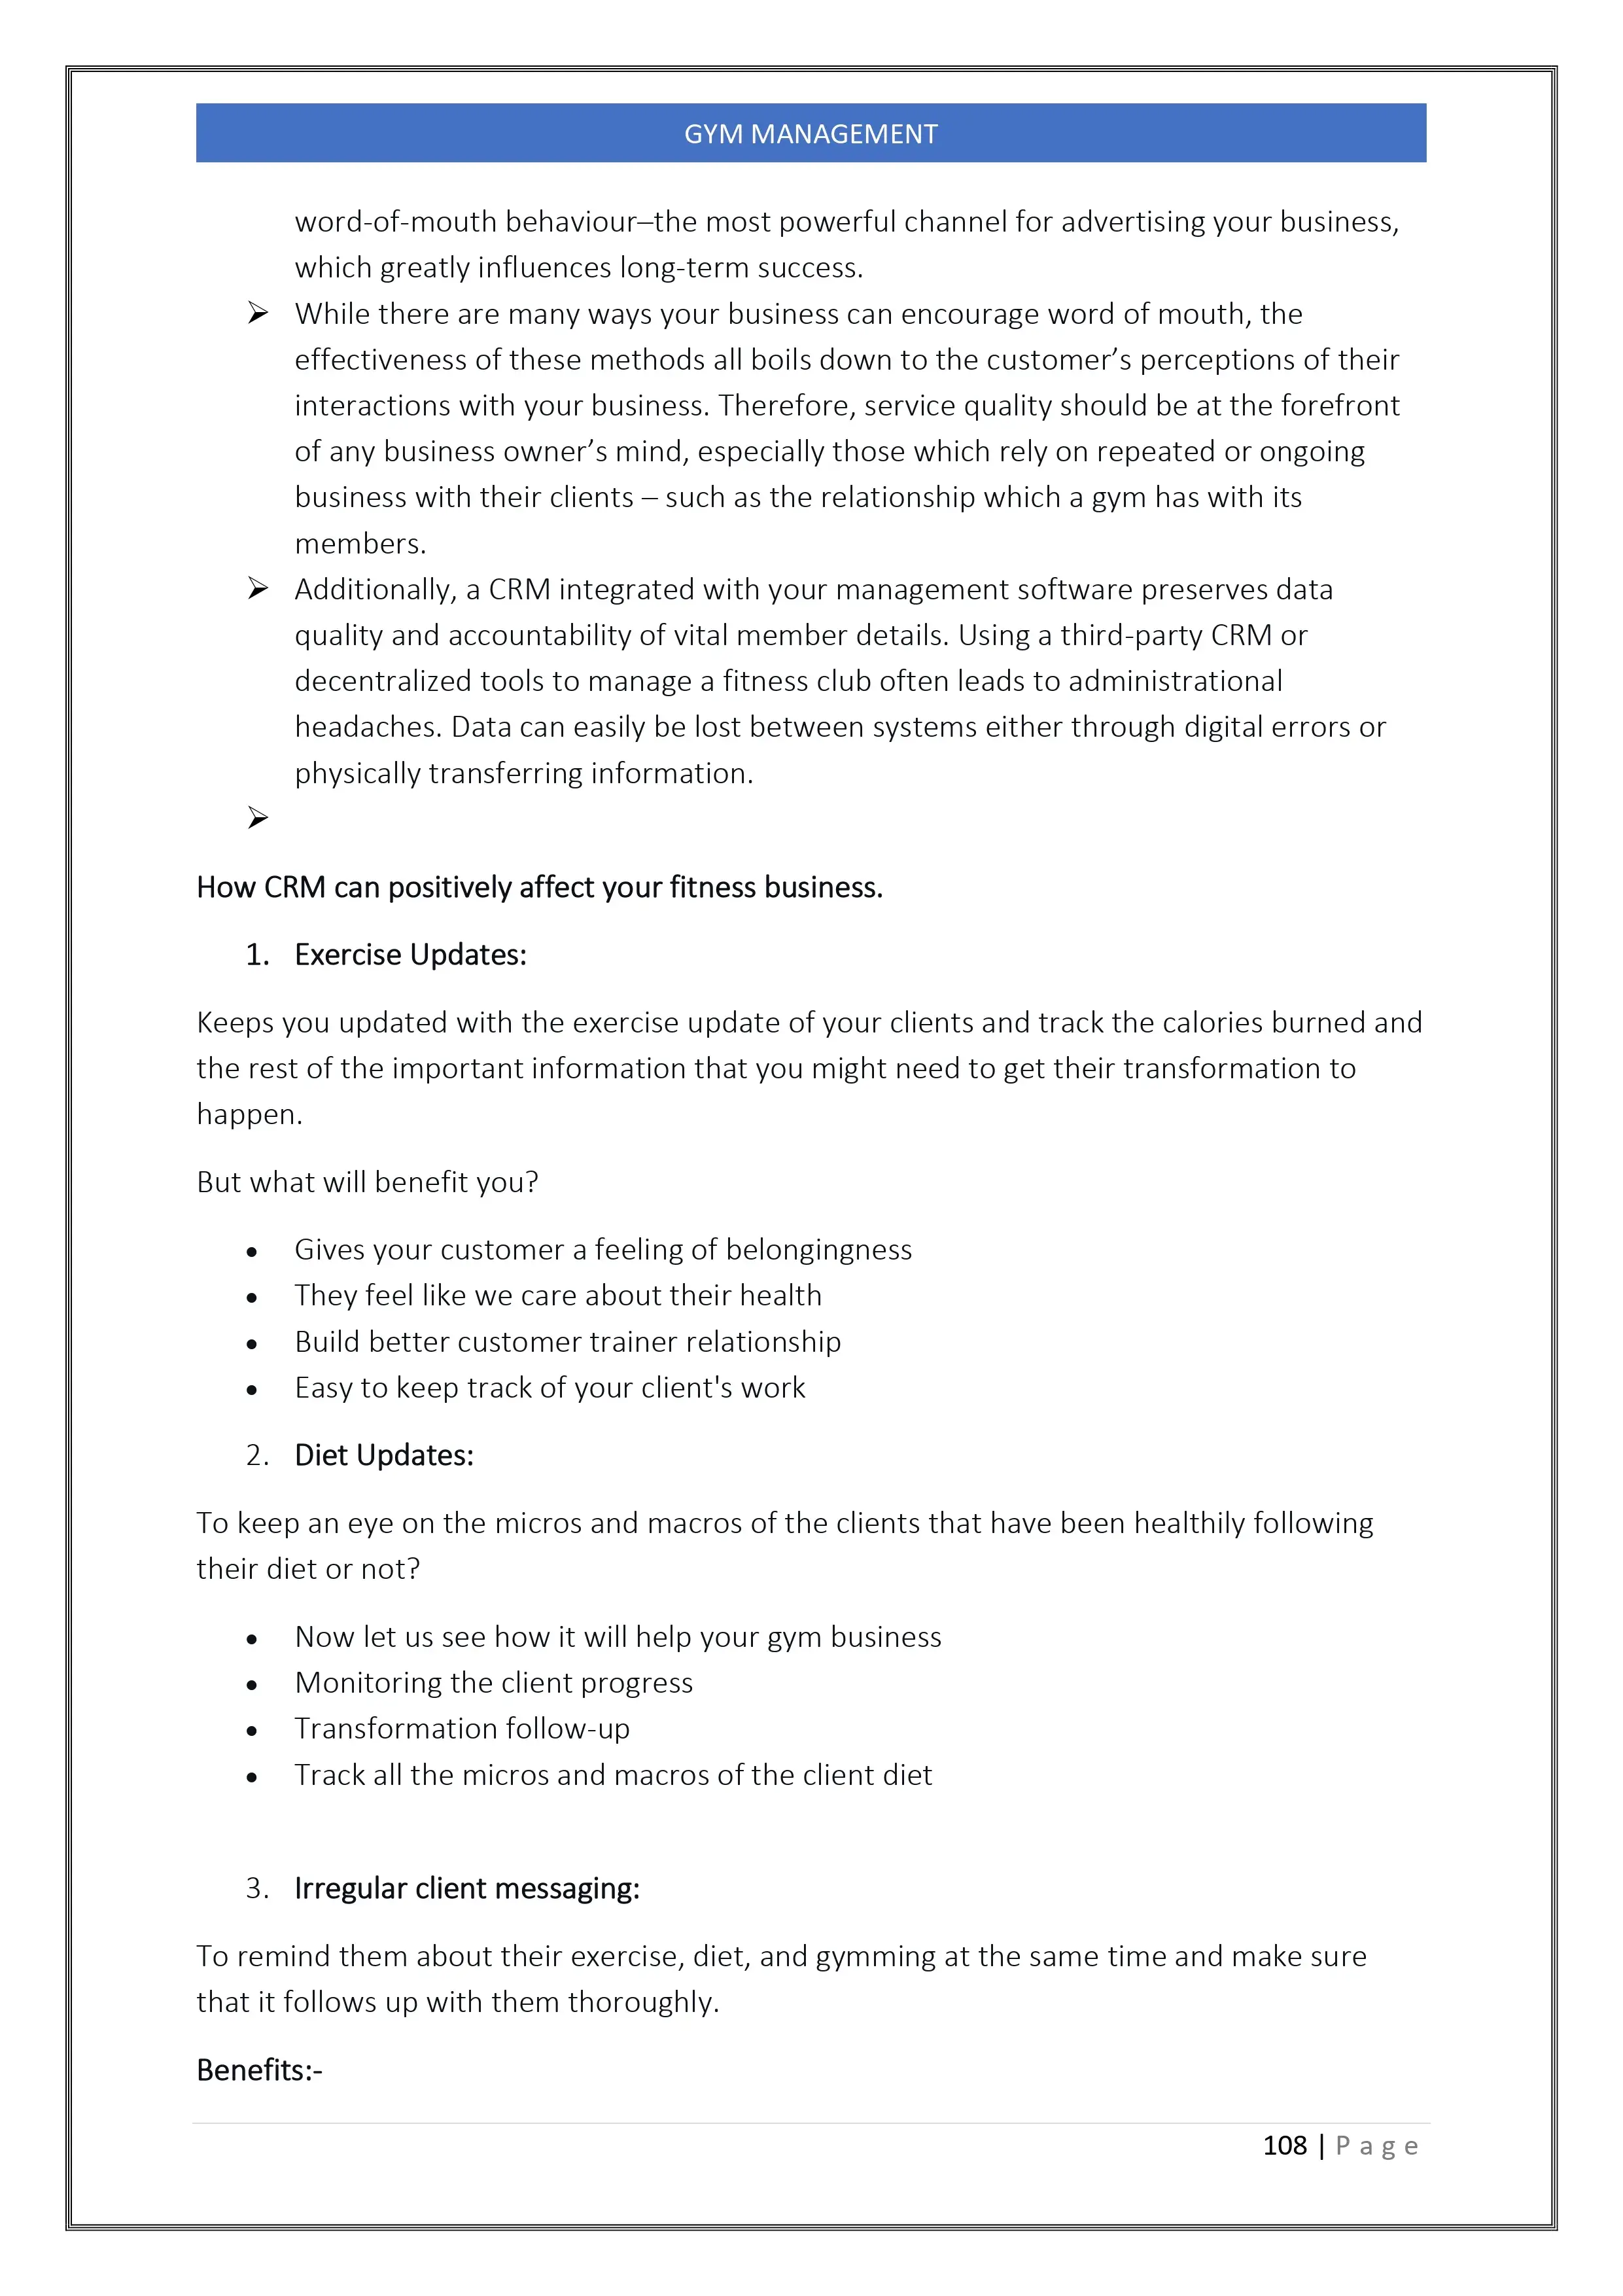 GYM MANAGEMENT
word-of-mouth behaviour–the most powerful channel for advertising your business,
which greatly influences long-term success.
➢ While there are many ways your business can encourage word of mouth, the
effectiveness of these methods all boils down to the customer’s perceptions of their
interactions with your business. Therefore, service quality should be at the forefront
of any business owner’s mind, especially those which rely on repeated or ongoing
business with their clients – such as the relationship which a gym has with its
members.
➢ Additionally, a CRM integrated with your management software preserves data
quality and accountability of vital member details. Using a third-party CRM or
decentralized tools to manage a fitness club often leads to administrational
headaches. Data can easily be lost between systems either through digital errors or
physically transferring information.
➢
How CRM can positively affect your fitness business.
1. Exercise Updates:
Keeps you updated with the exercise update of your clients and track the calories burned and
the rest of the important information that you might need to get their transformation to
happen.
But what will benefit you?
• Gives your customer a feeling of belongingness
• They feel like we care about their health
• Build better customer trainer relationship
• Easy to keep track of your client's work
2. Diet Updates:
To keep an eye on the micros and macros of the clients that have been healthily following
their diet or not?
• Now let us see how it will help your gym business
• Monitoring the client progress
• Transformation follow-up
• Track all the micros and macros of the client diet
3. Irregular client messaging:
To remind them about their exercise, diet, and gymming at the same time and make sure
that it follows up with them thoroughly.
Benefits:-
108 | P a g e